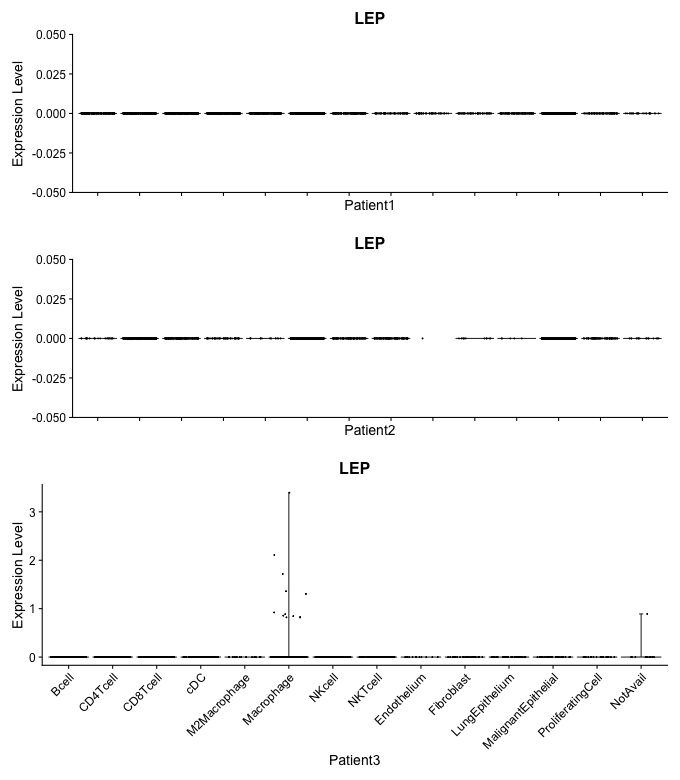 LEP
Expression Level
0.050
0.025
0.000
-0.025
-0.050
Patient1
LEP
Expression Level
0.050
0.025
0.000
-0.025
-0.050
Patient2
LEP
Expression Level
3
2
1
0
Bcell
CD4Tcell
CD8Tcell
cDC
M2Macrophage
Macrophage
NKcell
NKTcell
Endothelium
Fibroblast
LungEpithelium
MalignantEpithelial
ProliferatingCell
NotAvail
Patient3